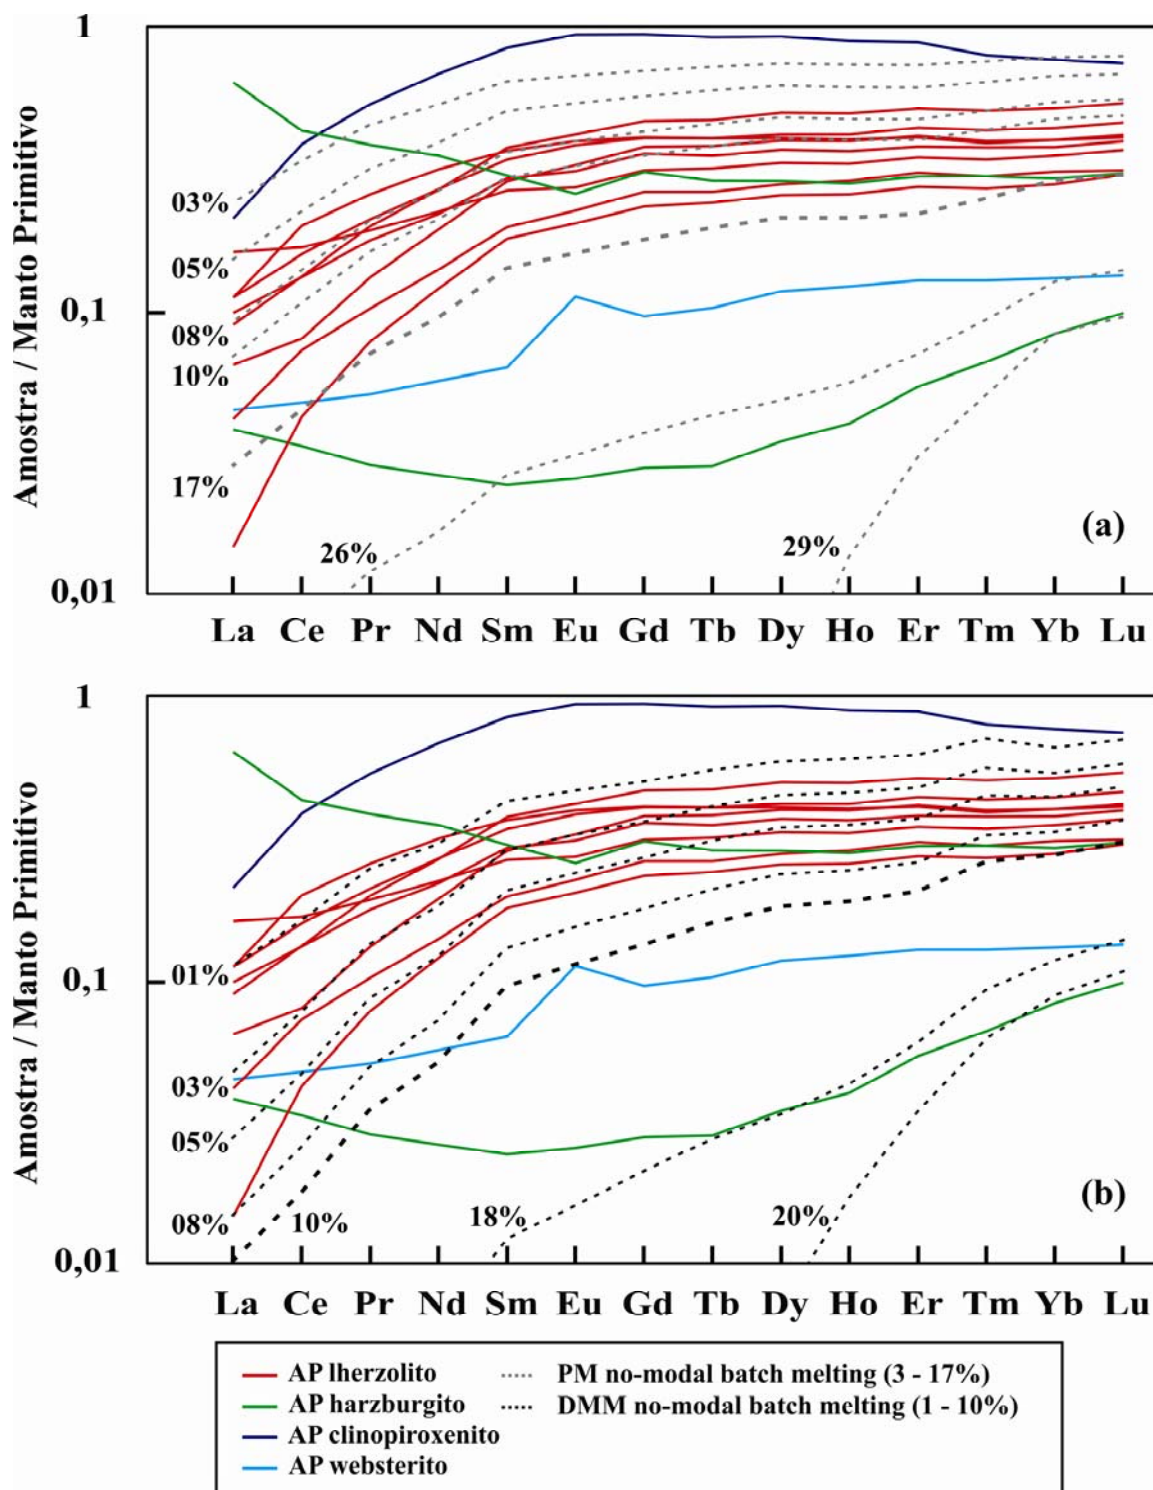 1
Amostra / Manto Primitivo
03%
05%
0,1
08%
10%
17%
26%
29%
(a)
0,01
La Ce Pr Nd Sm Eu Gd Tb Dy Ho Er Tm Yb Lu
1
Amostra / Manto Primitivo
01%
0,1
03%
05%
08%
10%
18%
20%
(b)
0,01
La Ce Pr Nd Sm Eu Gd Tb Dy Ho Er Tm Yb Lu
AP lherzolito PM no-modal batch melting (3 - 17%)
AP harzburgito DMM no-modal batch melting (1 - 10%)
AP clinopiroxenito
AP websterito